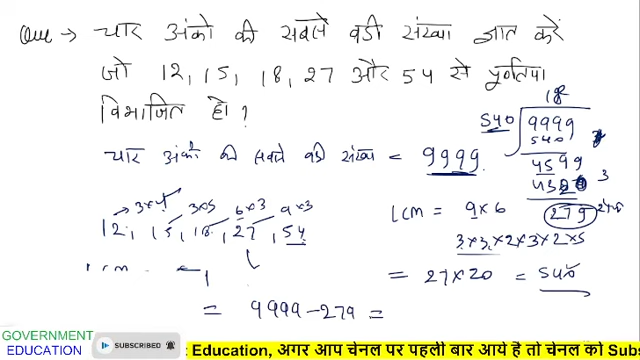 Que → चार अंको की सबसे बडी संख्या ज्ञात करें
जो 12, 15, 18, 27 और 54 से पूर्णतया
विभाजित हो?
चार अंको की सबसे बडी संख्या = 9999
18
540 9999
540
4599
4320
279
→ 3×4 3×5 6×3 9×3
12, 15, 18, 27, 54
LCM = 9×6
3×3×2×3×2×5
= 27×20 = 540
= 9999-279 =
GOVERNMENT
EDUCATION
SUBSCRIBED
Education, अगर आप चेनल पर पहली बार आये है तो चेनल को Subs